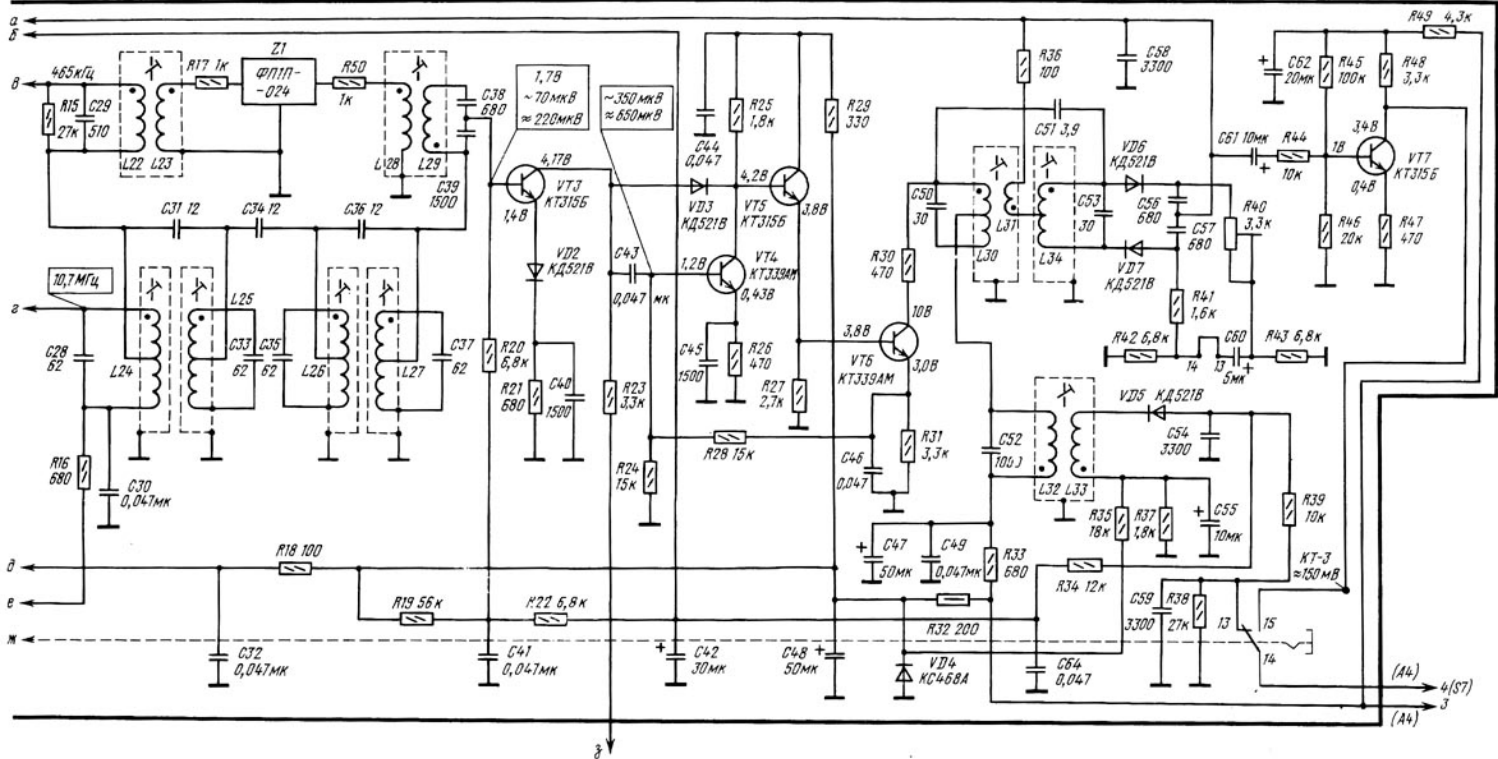 а
б
в
465кГц
R15
27к
C29
510
L22
L23
R17 1к
Z1
ФП1П-
-024
R50
1к
L28
L29
C38
680
C39
1500
1,7В
~70мкВ
≈220мкВ
~350мкВ
≈650мкВ
C31 12
C34 12
C36 12
10,7МГц
г
C28
62
L24
L25
C33
62
C35
62
L26
L27
C37
62
R16
680
C30
0,047мк
4,17В
VT3
КТ315Б
1,4В
VD2
КД521В
R20
6,8к
R21
680
C40
1500
C43
0,047
мк
R23
3,3к
R24
15к
C44
0,047
R25
1,8к
VD3
КД521В
4,2В
VT5
КТ315Б
3,8В
1,2В
VT4
КТ339АМ
0,43В
C45
1500
R26
470
R27
2,7к
R28 15к
R29
330
3,8В
VT6
КТ339АМ
10В
3,0В
R30
470
C46
0,047
R31
3,3к
C50
30
L30
L31
L34
R36
100
C58
3300
C51 3,9
C53
30
VD6
КД521В
VD7
КД521В
C56
680
C57
680
R40
3,3к
R41
1,6к
R42 6,8к
14
13
C60
5мк
R43 6,8к
C61 10мк
R44
10к
C62
20мк
R45
100к
R46
20к
1В
3,4В
VT7
КТ315Б
0,4В
R48
3,3к
R47
470
R49 4,3к
C52
1000
L32
L33
VD5 КД521В
C54
3300
R35
18к
R37
1,8к
C55
10мк
R39
10к
C47
50мк
C49
0,047мк
R33
680
R34 12к
C59
3300
R38
27к
КТ-3
≈150мВ
13
15
14
д
R18 100
е
R19 56к
R22 6,8к
R32 200
ж
C32
0,047мк
C41
0,047мк
C42
30мк
C48
50мк
VD4
КС468А
C64
0,047
(А4)
4(S7)
3
(А4)
з